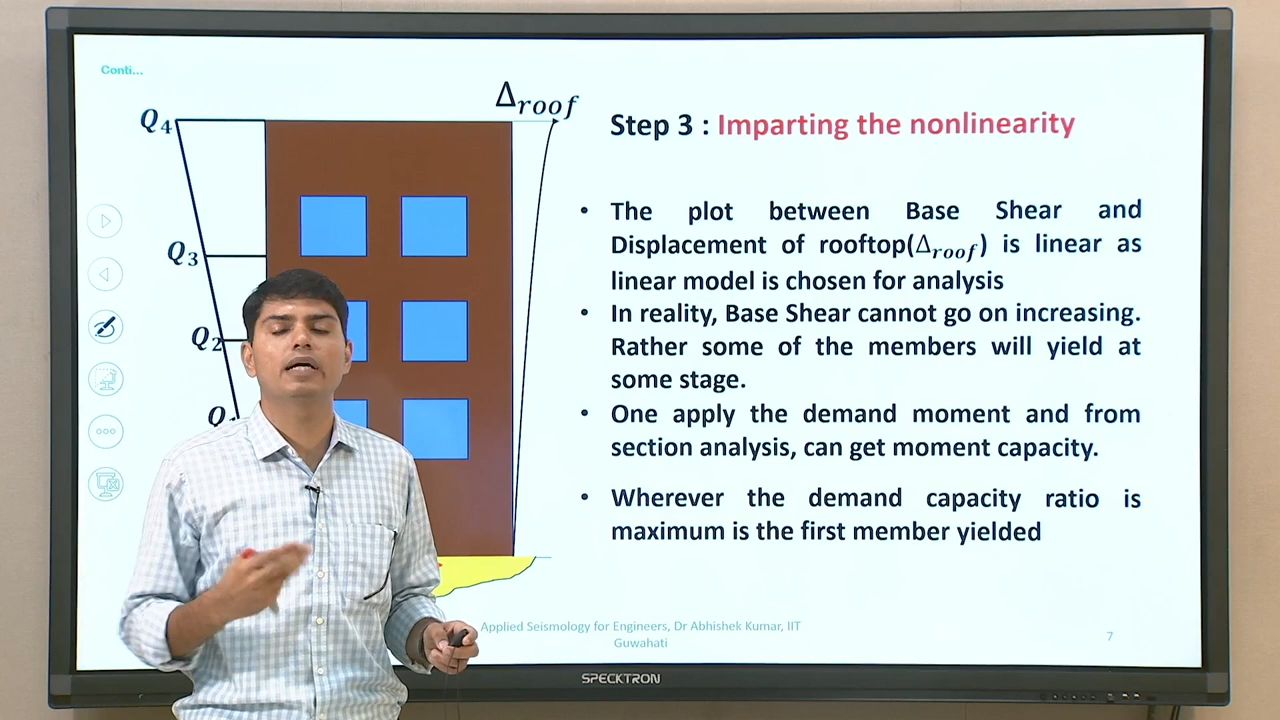 Conti...
Δroof
Q4
Q3
Q2
Q
Step 3 : Imparting the nonlinearity
• The plot between Base Shear and
Displacement of rooftop(Δroof) is linear as
linear model is chosen for analysis
• In reality, Base Shear cannot go on increasing.
Rather some of the members will yield at
some stage.
• One apply the demand moment and from
section analysis, can get moment capacity.
• Wherever the demand capacity ratio is
maximum is the first member yielded
Applied Seismology for Engineers, Dr Abhishek Kumar, IIT
Guwahati
7
SPECKTRON